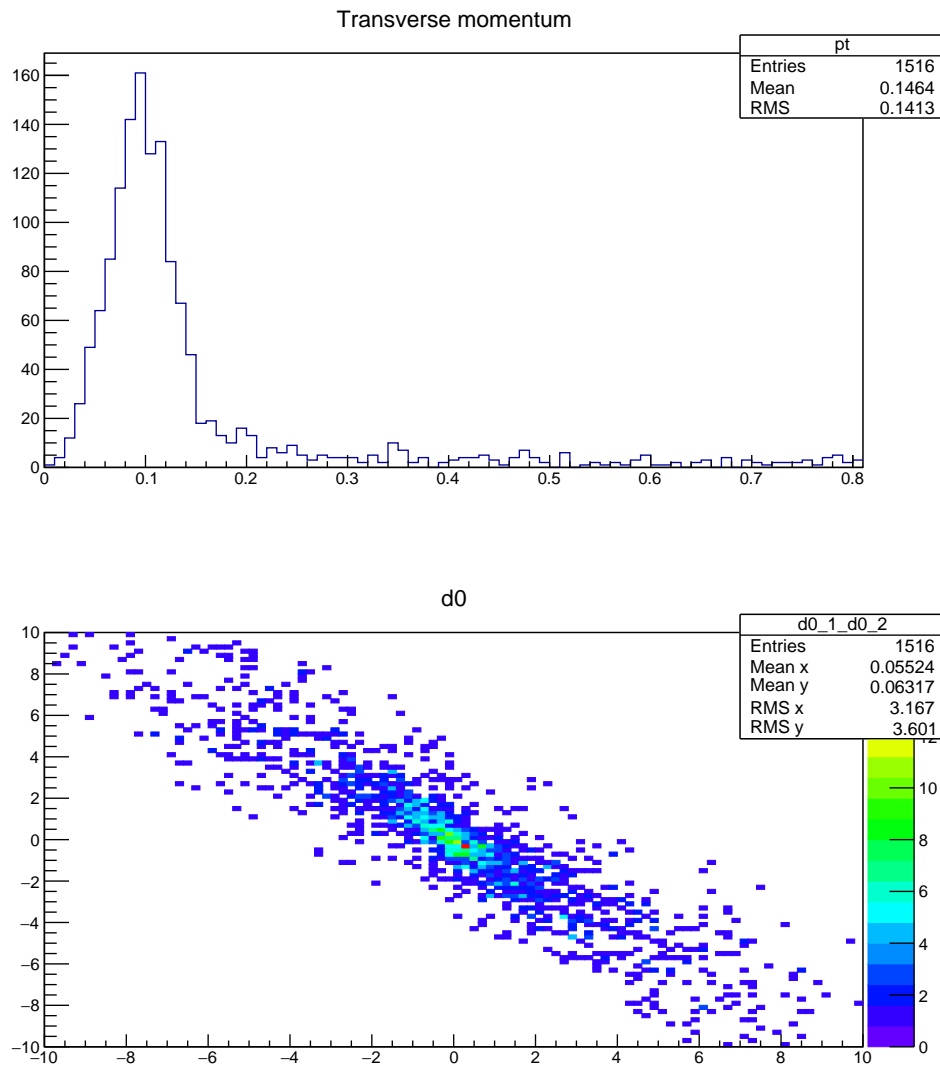 Transverse momentum
pt
Entries 1516
Mean 0.1464
RMS 0.1413
160
140
120
100
80
60
40
20
0
0 0.1 0.2 0.3 0.4 0.5 0.6 0.7 0.8
d0
d0_1_d0_2
Entries 1516
Mean x 0.05524
Mean y 0.06317
RMS x 3.167
RMS y 3.601
10
8
6
4
2
0
−2
−4
−6
−8
−10
−10 −8 −6 −4 −2 0 2 4 6 8 10
12
10
8
6
4
2
0